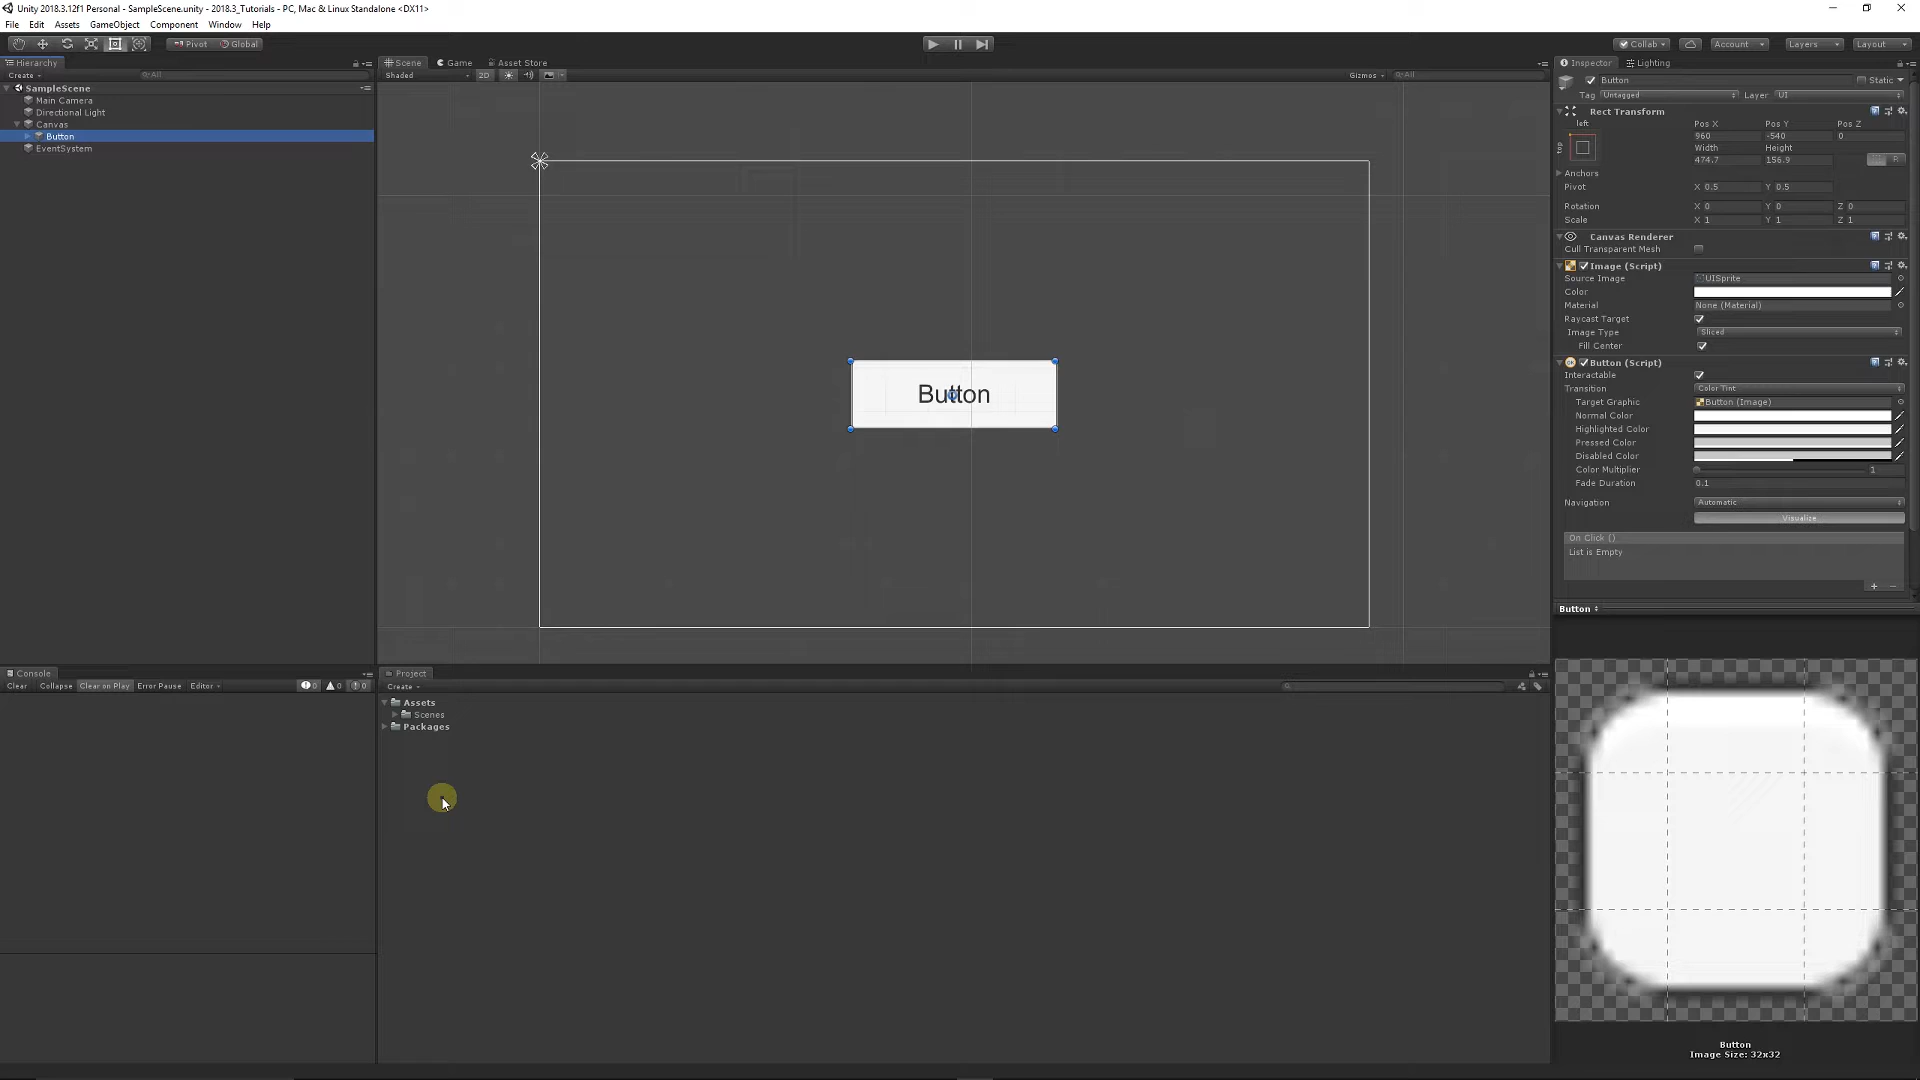 Unity 2018.3.12f1 Personal - SampleScene.unity - 2018.3_Tutorials - PC, Mac & Linux Standalone <DX11>
File Edit Assets GameObject Component Window Help
Pivot Global
Collab Account Layers Layout
Hierarchy
Create All
SampleScene
Main Camera
Directional Light
Canvas
Button
EventSystem
Scene Game Asset Store
Shaded 2D Gizmos All
Button
Inspector Lighting
Button Static
Tag Untagged Layer UI
Rect Transform
left
top
Pos X Pos Y Pos Z
960 -540 0
Width Height
474.7 156.9
R
Anchors
Pivot X 0.5 Y 0.5
Rotation X 0 Y 0 Z 0
Scale X 1 Y 1 Z 1
Canvas Renderer
Cull Transparent Mesh
Image (Script)
Source Image UISprite
Color
Material None (Material)
Raycast Target
Image Type Sliced
Fill Center
Button (Script)
Interactable
Transition Color Tint
Target Graphic Button (Image)
Normal Color
Highlighted Color
Pressed Color
Disabled Color
Color Multiplier 1
Fade Duration 0.1
Navigation Automatic
Visualize
On Click ()
List is Empty
+ −
Button
Console
Clear Collapse Clear on Play Error Pause Editor 0 0 0
Project
Create
Assets
Scenes
Packages
Button
Image Size: 32x32